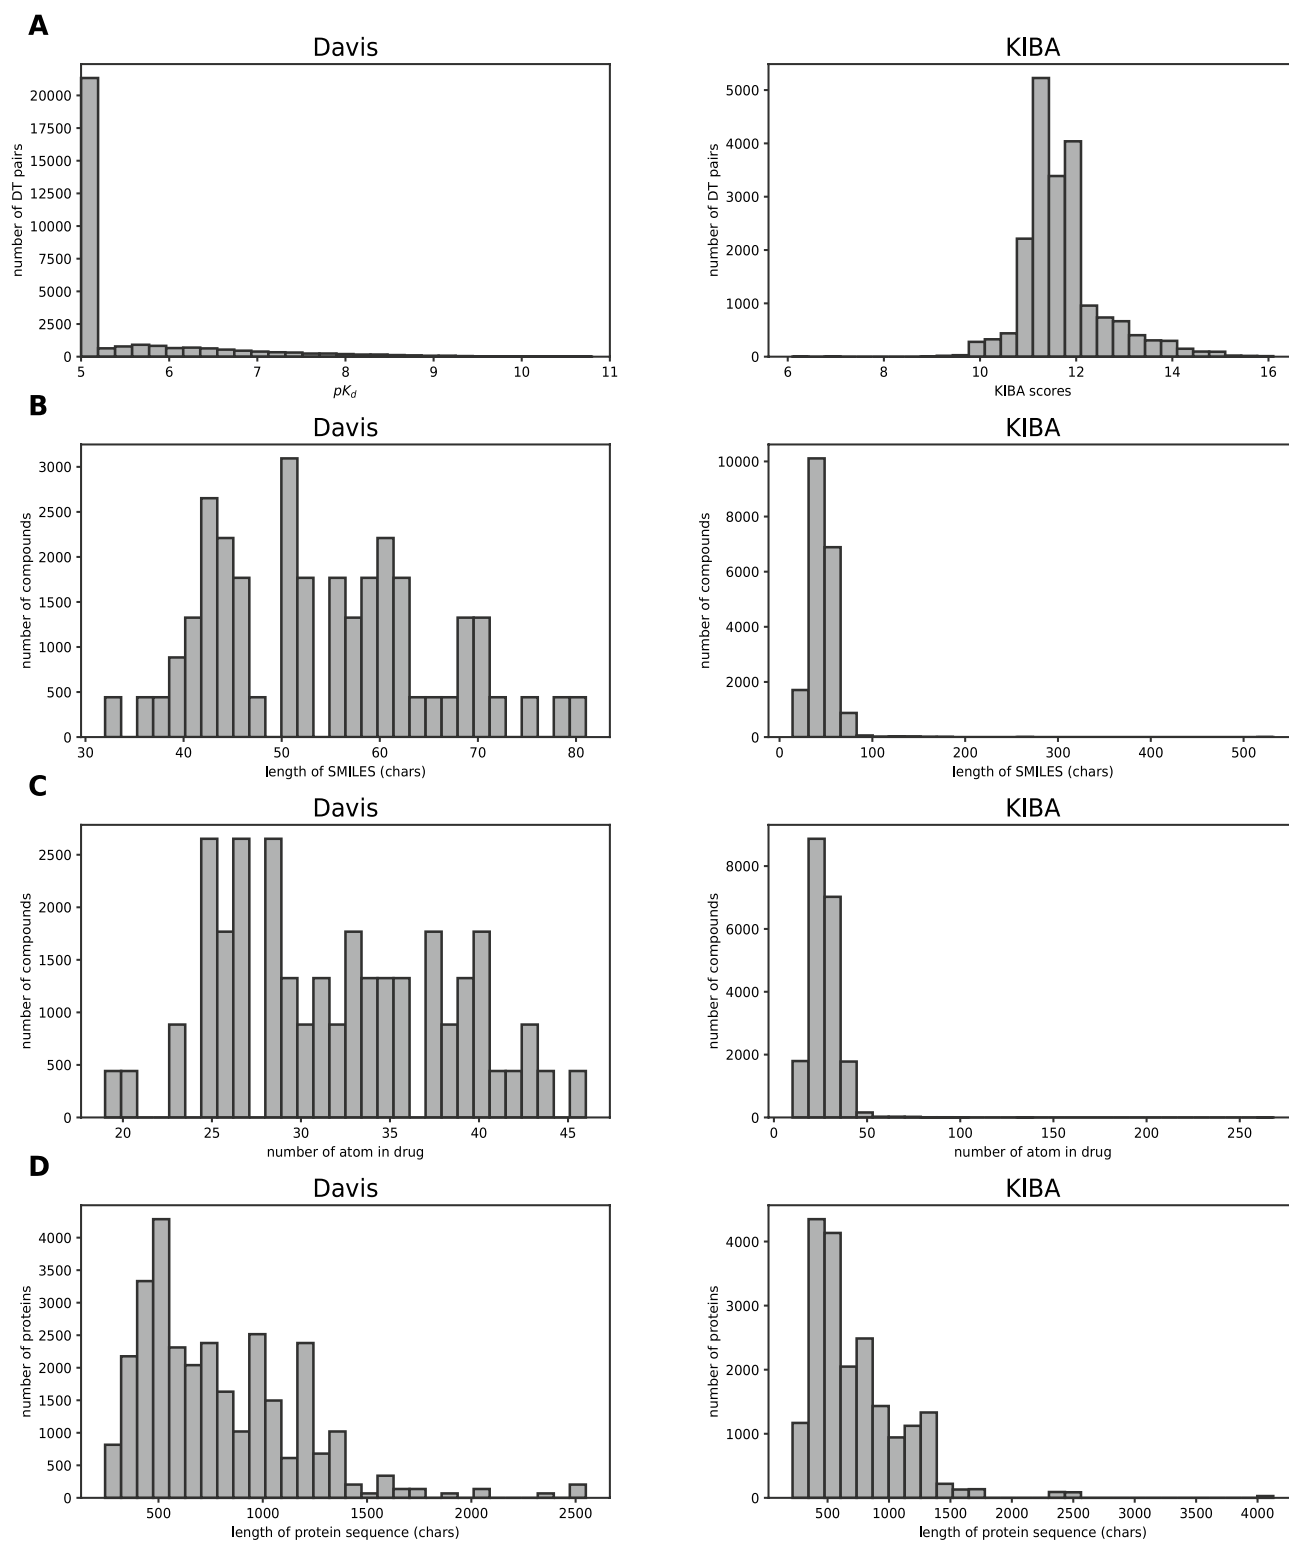 A
Davis
number of DT pairs
20000
17500
15000
12500
10000
7500
5000
2500
0
5 6 7 8 9 10 11
pKd
KIBA
number of DT pairs
5000
4000
3000
2000
1000
0
6 8 10 12 14 16
KIBA scores
B
Davis
number of compounds
3000
2500
2000
1500
1000
500
0
30 40 50 60 70 80
length of SMILES (chars)
KIBA
number of compounds
10000
8000
6000
4000
2000
0
0 100 200 300 400 500
length of SMILES (chars)
C
Davis
number of compounds
2500
2000
1500
1000
500
0
20 25 30 35 40 45
number of atom in drug
KIBA
number of compounds
8000
6000
4000
2000
0
0 50 100 150 200 250
number of atom in drug
D
Davis
number of proteins
4000
3500
3000
2500
2000
1500
1000
500
0
500 1000 1500 2000 2500
length of protein sequence (chars)
KIBA
number of proteins
4000
3000
2000
1000
0
500 1000 1500 2000 2500 3000 3500 4000
length of protein sequence (chars)